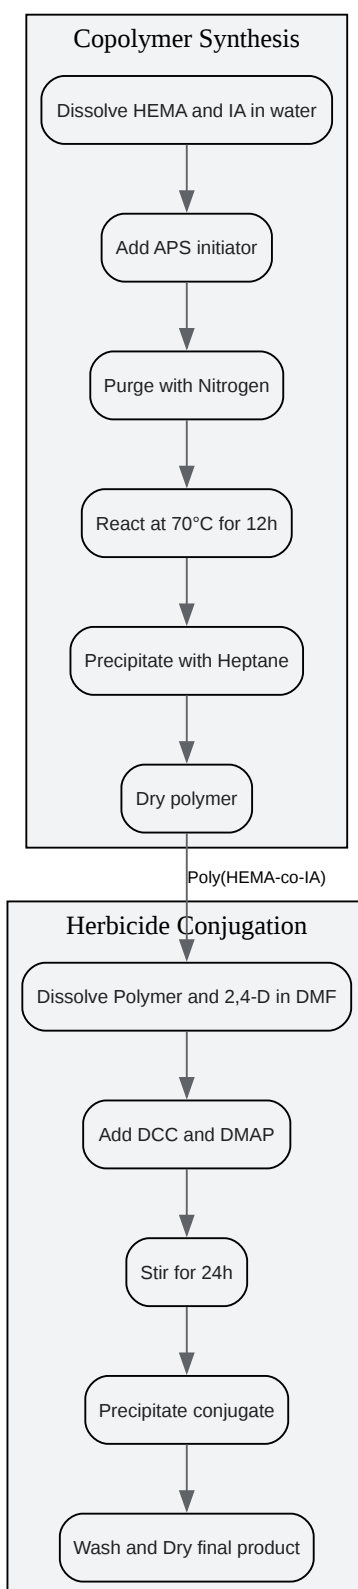 Copolymer Synthesis
Dissolve HEMA and IA in water
Add APS initiator
Purge with Nitrogen
React at 70°C for 12h
Precipitate with Heptane
Dry polymer
Poly(HEMA-co-IA)
Herbicide Conjugation
Dissolve Polymer and 2,4-D in DMF
Add DCC and DMAP
Stir for 24h
Precipitate conjugate
Wash and Dry final product